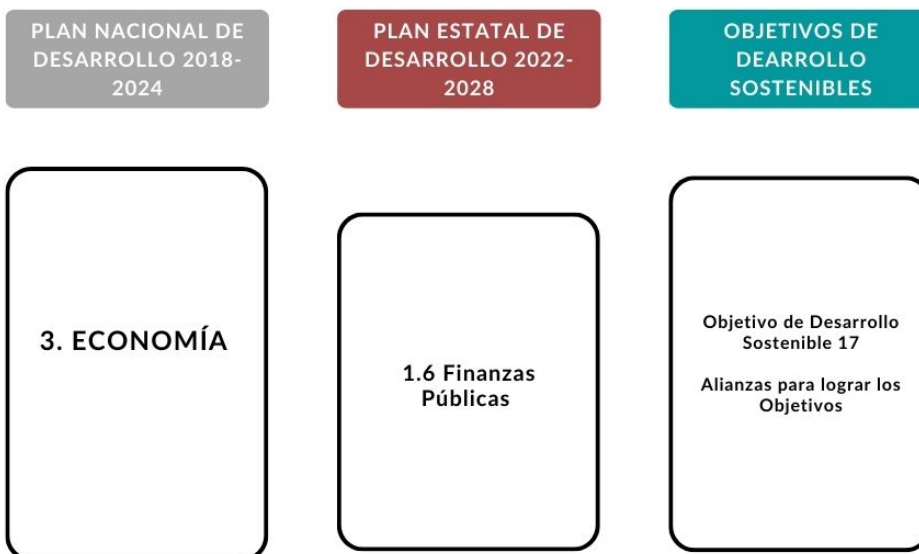 PLAN NACIONAL DE
DESARROLLO 2018-
2024
PLAN ESTATAL DE
DESARROLLO 2022-
2028
OBJETIVOS DE
DEARROLLO
SOSTENIBLES
3. ECONOMÍA
1.6 Finanzas
Públicas
Objetivo de Desarrollo
Sostenible 17
Alianzas para lograr los
Objetivos